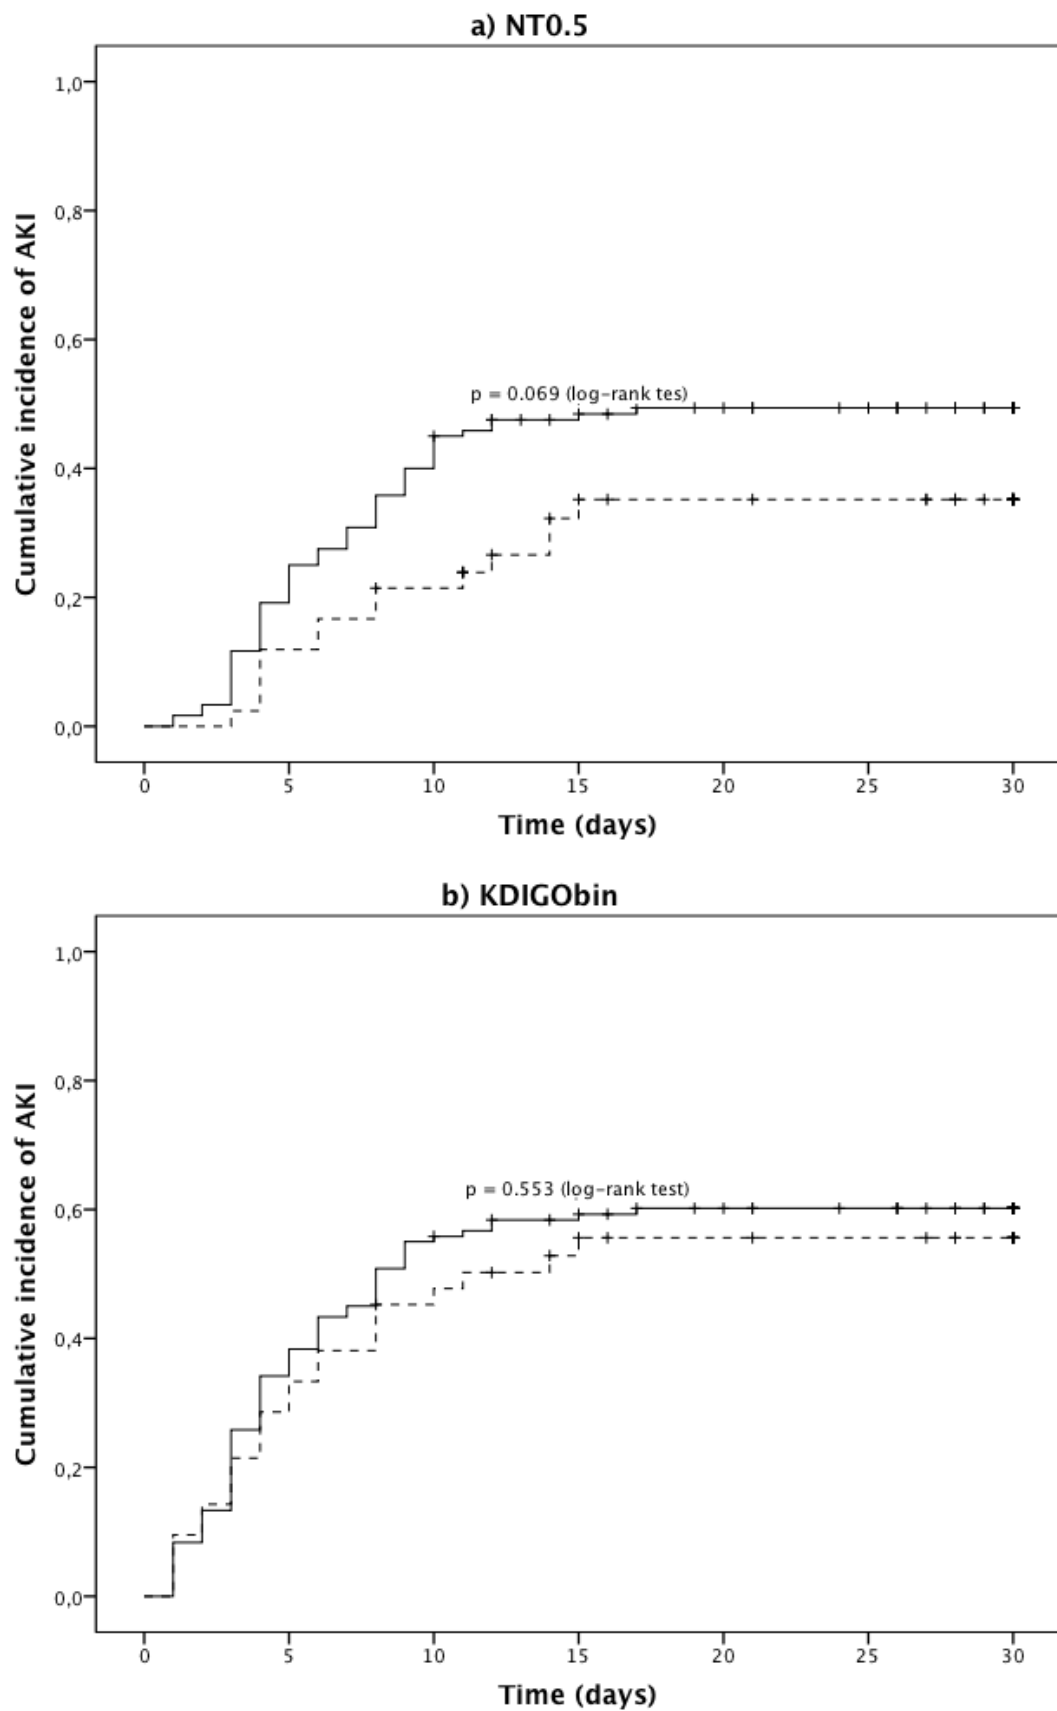 a) NT0.5
1,0
0,8
0,6
0,4
0,2
0,0
Cumulative incidence of AKI
p = 0.069 (log-rank tes)
0 5 10 15 20 25 30
Time (days)
b) KDIGObin
1,0
0,8
0,6
0,4
0,2
0,0
Cumulative incidence of AKI
p = 0.553 (log-rank test)
0 5 10 15 20 25 30
Time (days)